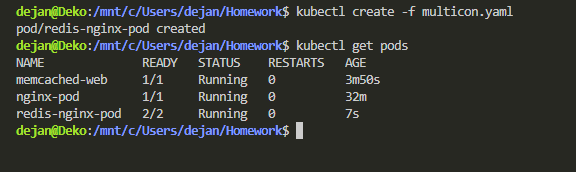 dejan@Deko:/mnt/c/Users/dejan/Homework$ kubectl create -f multicon.yaml
pod/redis-nginx-pod created
dejan@Deko:/mnt/c/Users/dejan/Homework$ kubectl get pods
NAME READY STATUS RESTARTS AGE
memcached-web 1/1 Running 0 3m50s
nginx-pod 1/1 Running 0 32m
redis-nginx-pod 2/2 Running 0 7s
dejan@Deko:/mnt/c/Users/dejan/Homework$